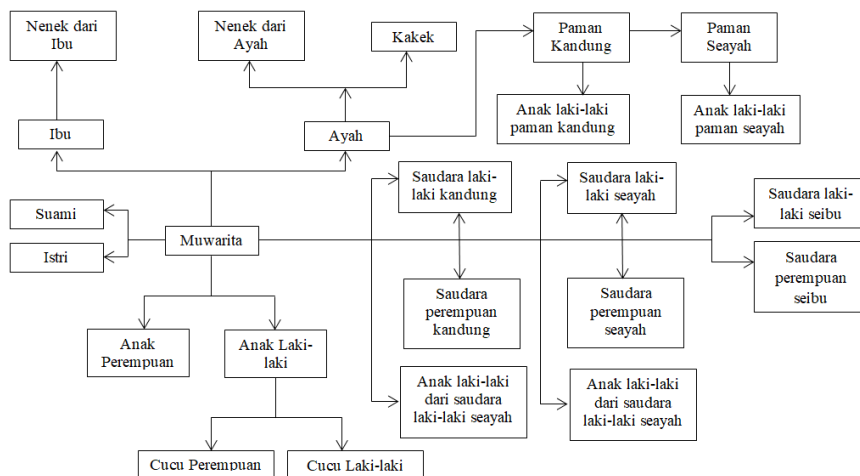 Nenek dari
Ibu
Nenek dari
Ayah
Kakek
Paman
Kandung
Paman
Seayah
Anak laki-laki
paman kandung
Anak laki-laki
paman seayah
Ibu
Ayah
Saudara laki-
laki kandung
Saudara laki-
laki seayah
Saudara laki-
laki seibu
Suami
Muwarita
Istri
Saudara
perempuan
seibu
Saudara
perempuan
kandung
Saudara
perempuan
seayah
Anak
Perempuan
Anak Laki-
laki
Anak laki-laki
dari saudara
laki-laki seayah
Anak laki-laki
dari saudara
laki-laki seayah
Cucu Perempuan
Cucu Laki-laki